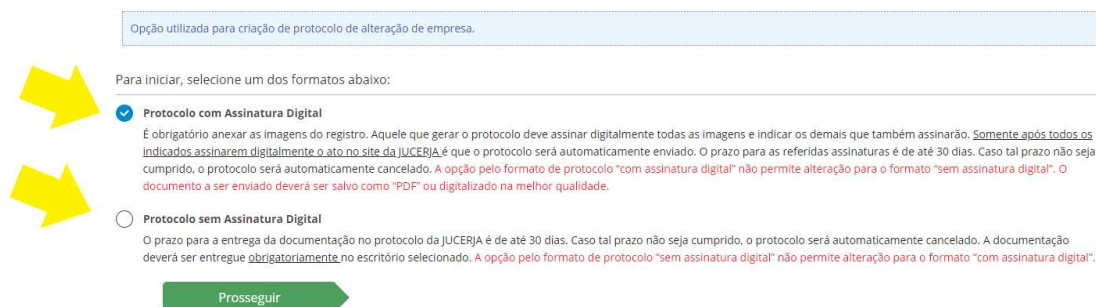 Opção utilizada para criação de protocolo de alteração de empresa.
Para iniciar, selecione um dos formatos abaixo:
Protocolo com Assinatura Digital
É obrigatório anexar as imagens do registro. Aquele que gerar o protocolo deve assinar digitalmente todas as imagens e indicar os demais que também assinarão. Somente após todos os
indicados assinarem digitalmente o ato no site da JUCERJA é que o protocolo será automaticamente enviado. O prazo para as referidas assinaturas é de até 30 dias. Caso tal prazo não seja
cumprido, o protocolo será automaticamente cancelado. A opção pelo formato de protocolo "com assinatura digital" não permite alteração para o formato "sem assinatura digital". O
documento a ser enviado deverá ser salvo como "PDF" ou digitalizado na melhor qualidade.
Protocolo sem Assinatura Digital
O prazo para a entrega da documentação no protocolo da JUCERJA é de até 30 dias. Caso tal prazo não seja cumprido, o protocolo será automaticamente cancelado. A documentação
deverá ser entregue obrigatoriamente no escritório selecionado. A opção pelo formato de protocolo "sem assinatura digital" não permite alteração para o formato "com assinatura digital".
Prosseguir